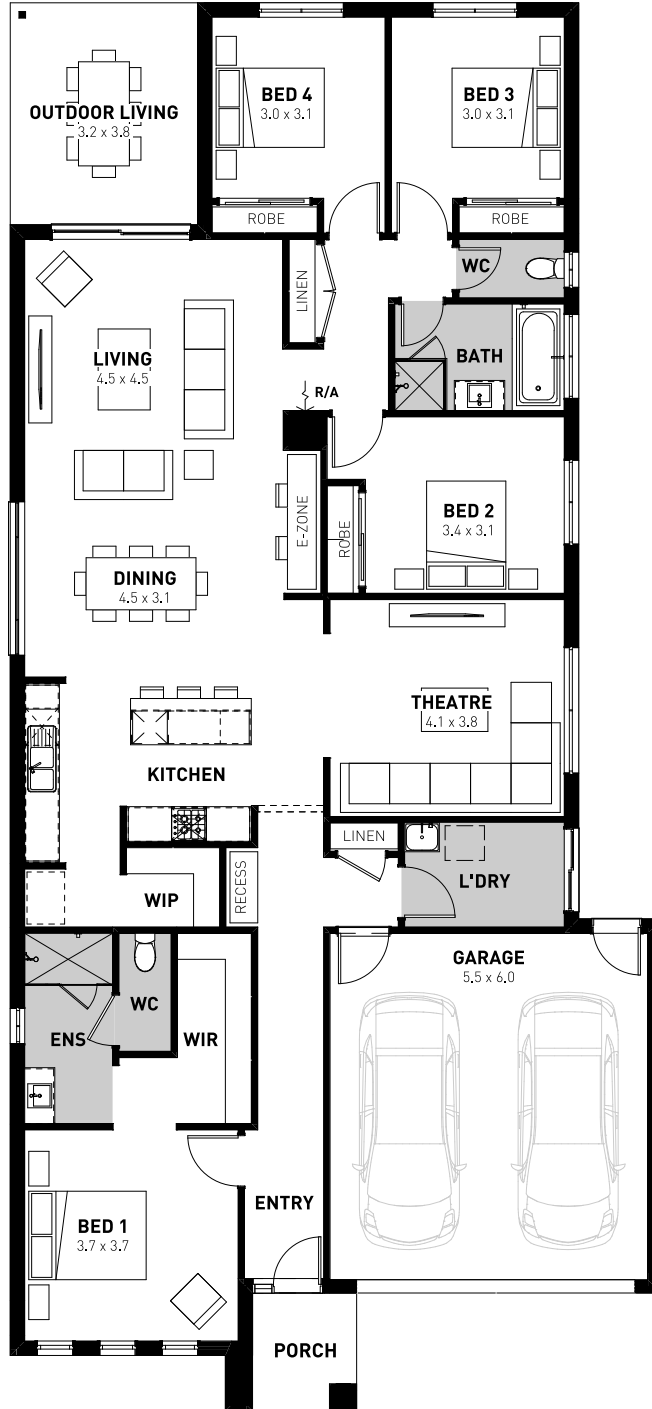 BED 4
3.0 x 3.1
BED 3
3.0 x 3.1
OUTDOOR LIVING
3.2 x 3.8
ROBE
ROBE
WC
LINEN
LIVING
4.5 x 4.5
BATH
R/A
E-ZONE
ROBE
BED 2
3.4 x 3.1
DINING
4.5 x 3.1
THEATRE
4.1 x 3.8
KITCHEN
LINEN
L'DRY
RECESS
WIP
GARAGE
5.5 x 6.0
WC
ENS
WIR
ENTRY
BED 1
3.7 x 3.7
PORCH